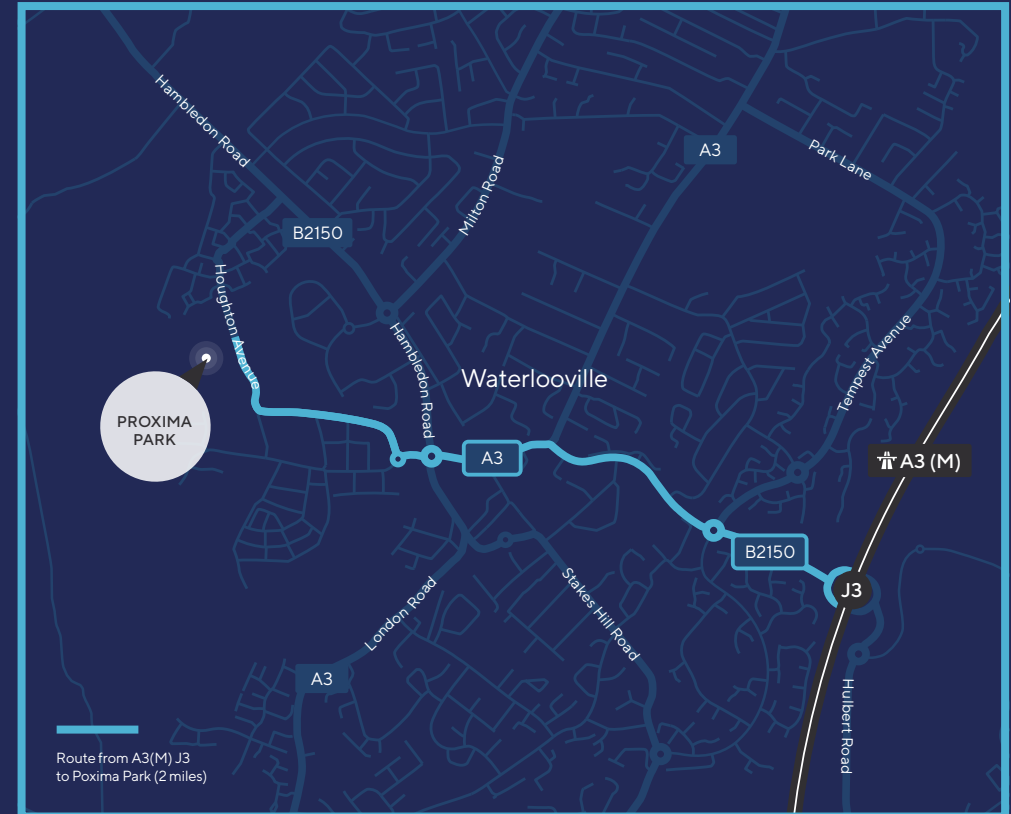 Hambledon Road
Milton Road
A3
Park Lane
B2150
Houghton Avenue
Hambledon Road
Waterlooville
Tempest Avenue
PROXIMA
PARK
A3
A3 (M)
B2150
J3
London Road
Stakes Hill Road
A3
Hulbert Road
Route from A3(M) J3
to Poxima Park (2 miles)